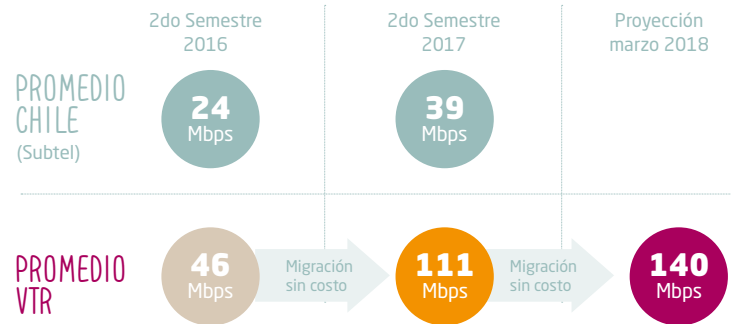 2do Semestre
2016
2do Semestre
2017
Proyección
marzo 2018
PROMEDIO
CHILE
(Subtel)
24
Mbps
39
Mbps
PROMEDIO
VTR
46
Mbps
Migración
sin costo
111
Mbps
Migración
sin costo
140
Mbps